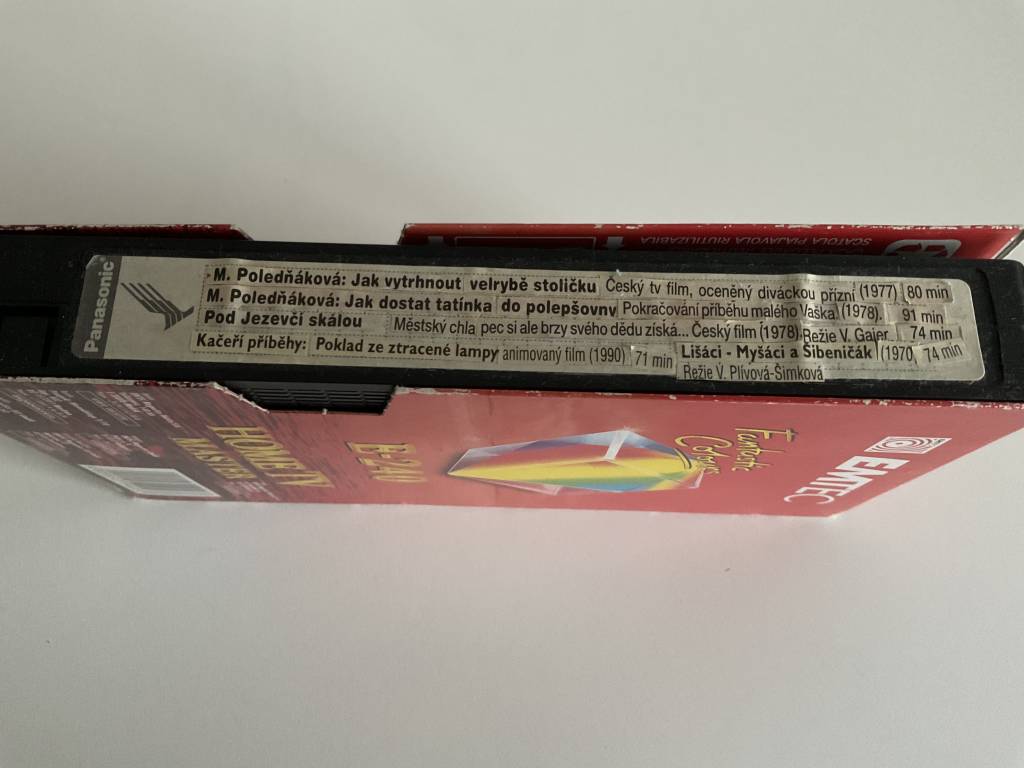 Panasonic
M. Poledňáková: Jak vytrhnout velrybě stoličku Český tv film, oceněný diváckou přízní (1977) 80 min
M. Poledňáková: Jak dostat tatínka do polepšovny Pokračování příběhu malého Vaška (1978). 91 min
Pod Jezevčí skálou Městský chla pec si ale brzy svého dědu získá... Český film (1978). Režie V. Gajer... 74 min
Kačeří příběhy: Poklad ze ztracené lampy animovaný film (1990) 71 min Lišáci - Myšáci a Šibeničák (1970, 74 min
Režie V. Plívová-Šimková
SCATOLA RIUTILIZABILE
EMTEC
Fantastic
Colours
E-240
HOME TV
MASTER